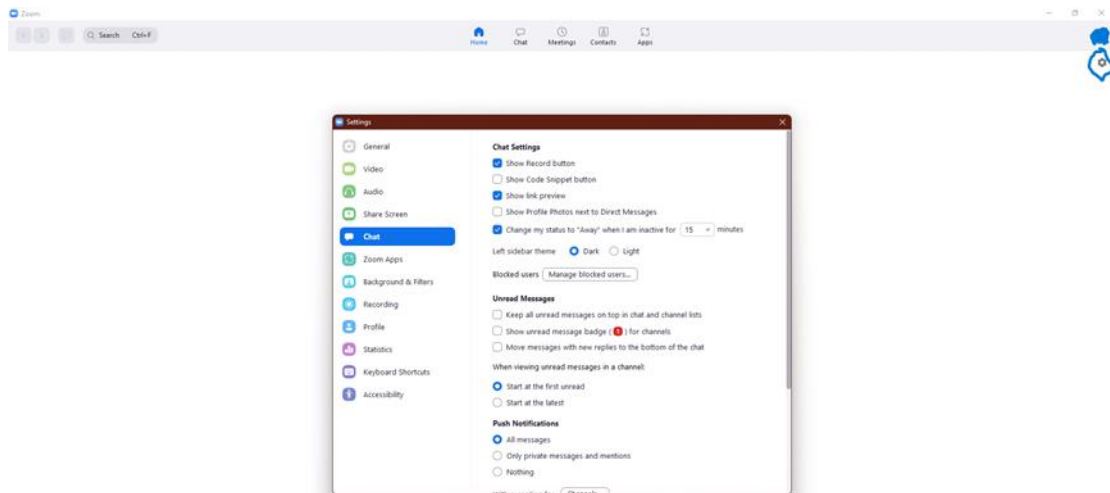 Zoom
Search Ctrl+F
Home Chat Meetings Contacts Apps
Settings
General
Video
Audio
Share Screen
Chat
Zoom Apps
Background & Filters
Recording
Profile
Statistics
Keyboard Shortcuts
Accessibility
Chat Settings
Show Record button
Show Code Snippet button
Show link preview
Show Profile Photos next to Direct Messages
Change my status to "Away" when I am inactive for 15 minutes
Left sidebar theme Dark Light
Blocked users Manage blocked users...
Unread Messages
Keep all unread messages on top in chat and channel lists
Show unread message badge ( 1 ) for channels
Move messages with new replies to the bottom of the chat
When viewing unread messages in a channel:
Start at the first unread
Start at the latest
Push Notifications
All messages
Only private messages and mentions
Nothing